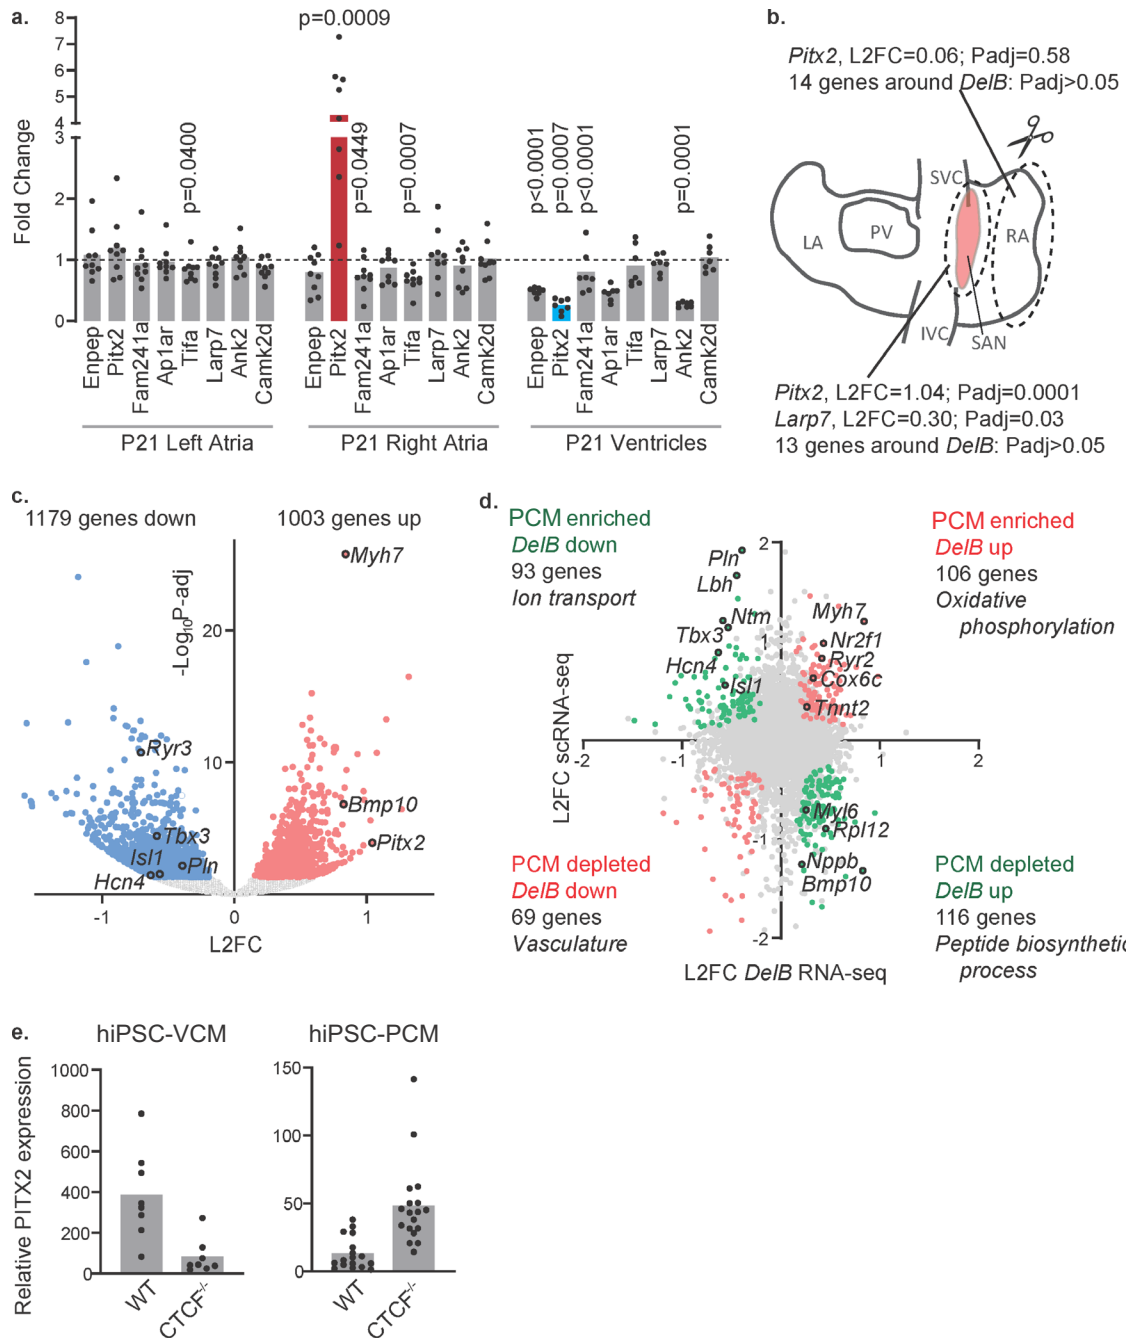 a.
8
7
6
5
4
3
2
1
0
Fold Change
p=0.0400
p=0.0009
p=0.0449
p=0.0007
p<0.0001
p=0.0007
p<0.0001
p=0.0001
Enpep
Pitx2
Fam241a
Ap1ar
Tifa
Larp7
Ank2
Camk2d
P21 Left Atria
Enpep
Pitx2
Fam241a
Ap1ar
Tifa
Larp7
Ank2
Camk2d
P21 Right Atria
Enpep
Pitx2
Fam241a
Ap1ar
Tifa
Larp7
Ank2
Camk2d
P21 Ventricles
b.
Pitx2, L2FC=0.06; Padj=0.58
14 genes around DelB: Padj>0.05
SVC
LA
PV
RA
IVC
SAN
Pitx2, L2FC=1.04; Padj=0.0001
Larp7, L2FC=0.30; Padj=0.03
13 genes around DelB: Padj>0.05
c.
1179 genes down
1003 genes up
-Log10P-adj
20
10
Myh7
Ryr3
Bmp10
Tbx3
Pitx2
Isl1
Pln
Hcn4
-1
0
1
L2FC
d.
PCM enriched
DelB down
93 genes
Ion transport
PCM enriched
DelB up
106 genes
Oxidative
phosphorylation
2
1
-1
-2
-2
-1
1
2
Pln
Lbh
Ntm
Tbx3
Hcn4
Isl1
Myh7
Nr2f1
Ryr2
Cox6c
Tnnt2
Myl6
Rpl12
Nppb
Bmp10
L2FC scRNA-seq
L2FC DelB RNA-seq
PCM depleted
DelB down
69 genes
Vasculature
PCM depleted
DelB up
116 genes
Peptide biosynthetic
process
e.
hiPSC-VCM
Relative PITX2 expression
1000
800
600
400
200
0
WT
CTCF-/-
hiPSC-PCM
150
100
50
0
WT
CTCF-/-